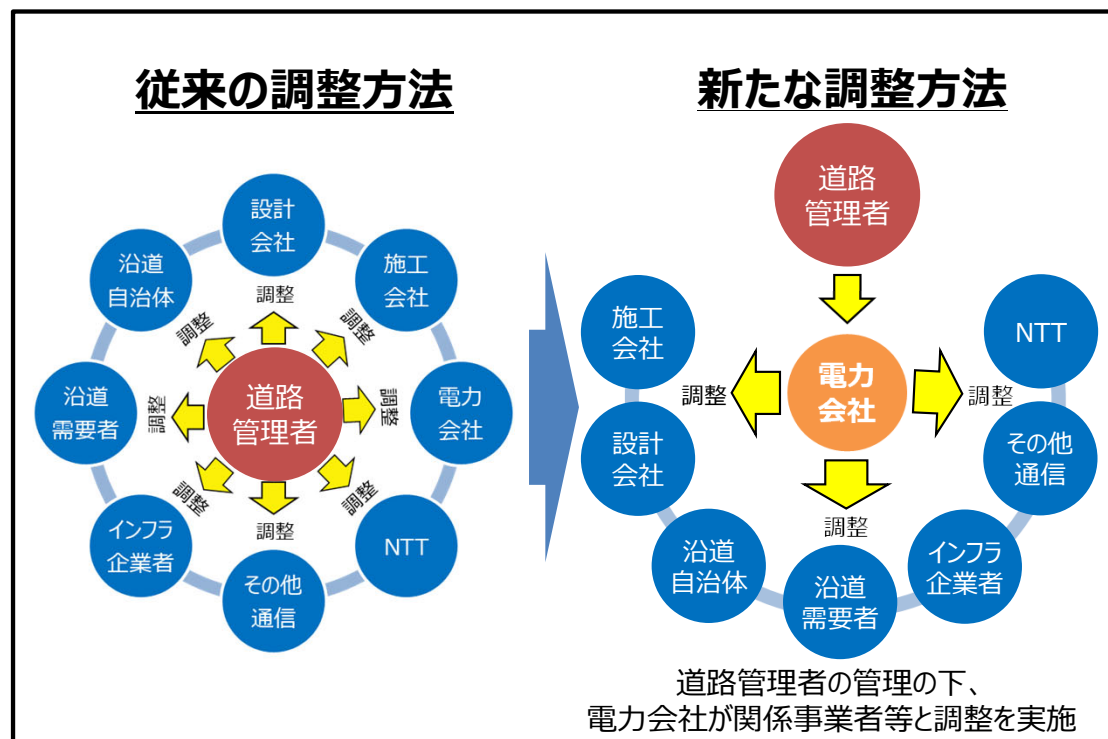 従来の調整方法
設計
会社
施工
会社
電力
会社
NTT
その他
通信
インフラ
企業者
沿道
需要者
沿道
自治体
道路
管理者
調整
調整
調整
調整
調整
調整
調整
調整
新たな調整方法
道路
管理者
電力
会社
調整
調整
調整
施工
会社
設計
会社
沿道
自治体
沿道
需要者
インフラ
企業者
その他
通信
NTT
道路管理者の管理の下、
電力会社が関係事業者等と調整を実施